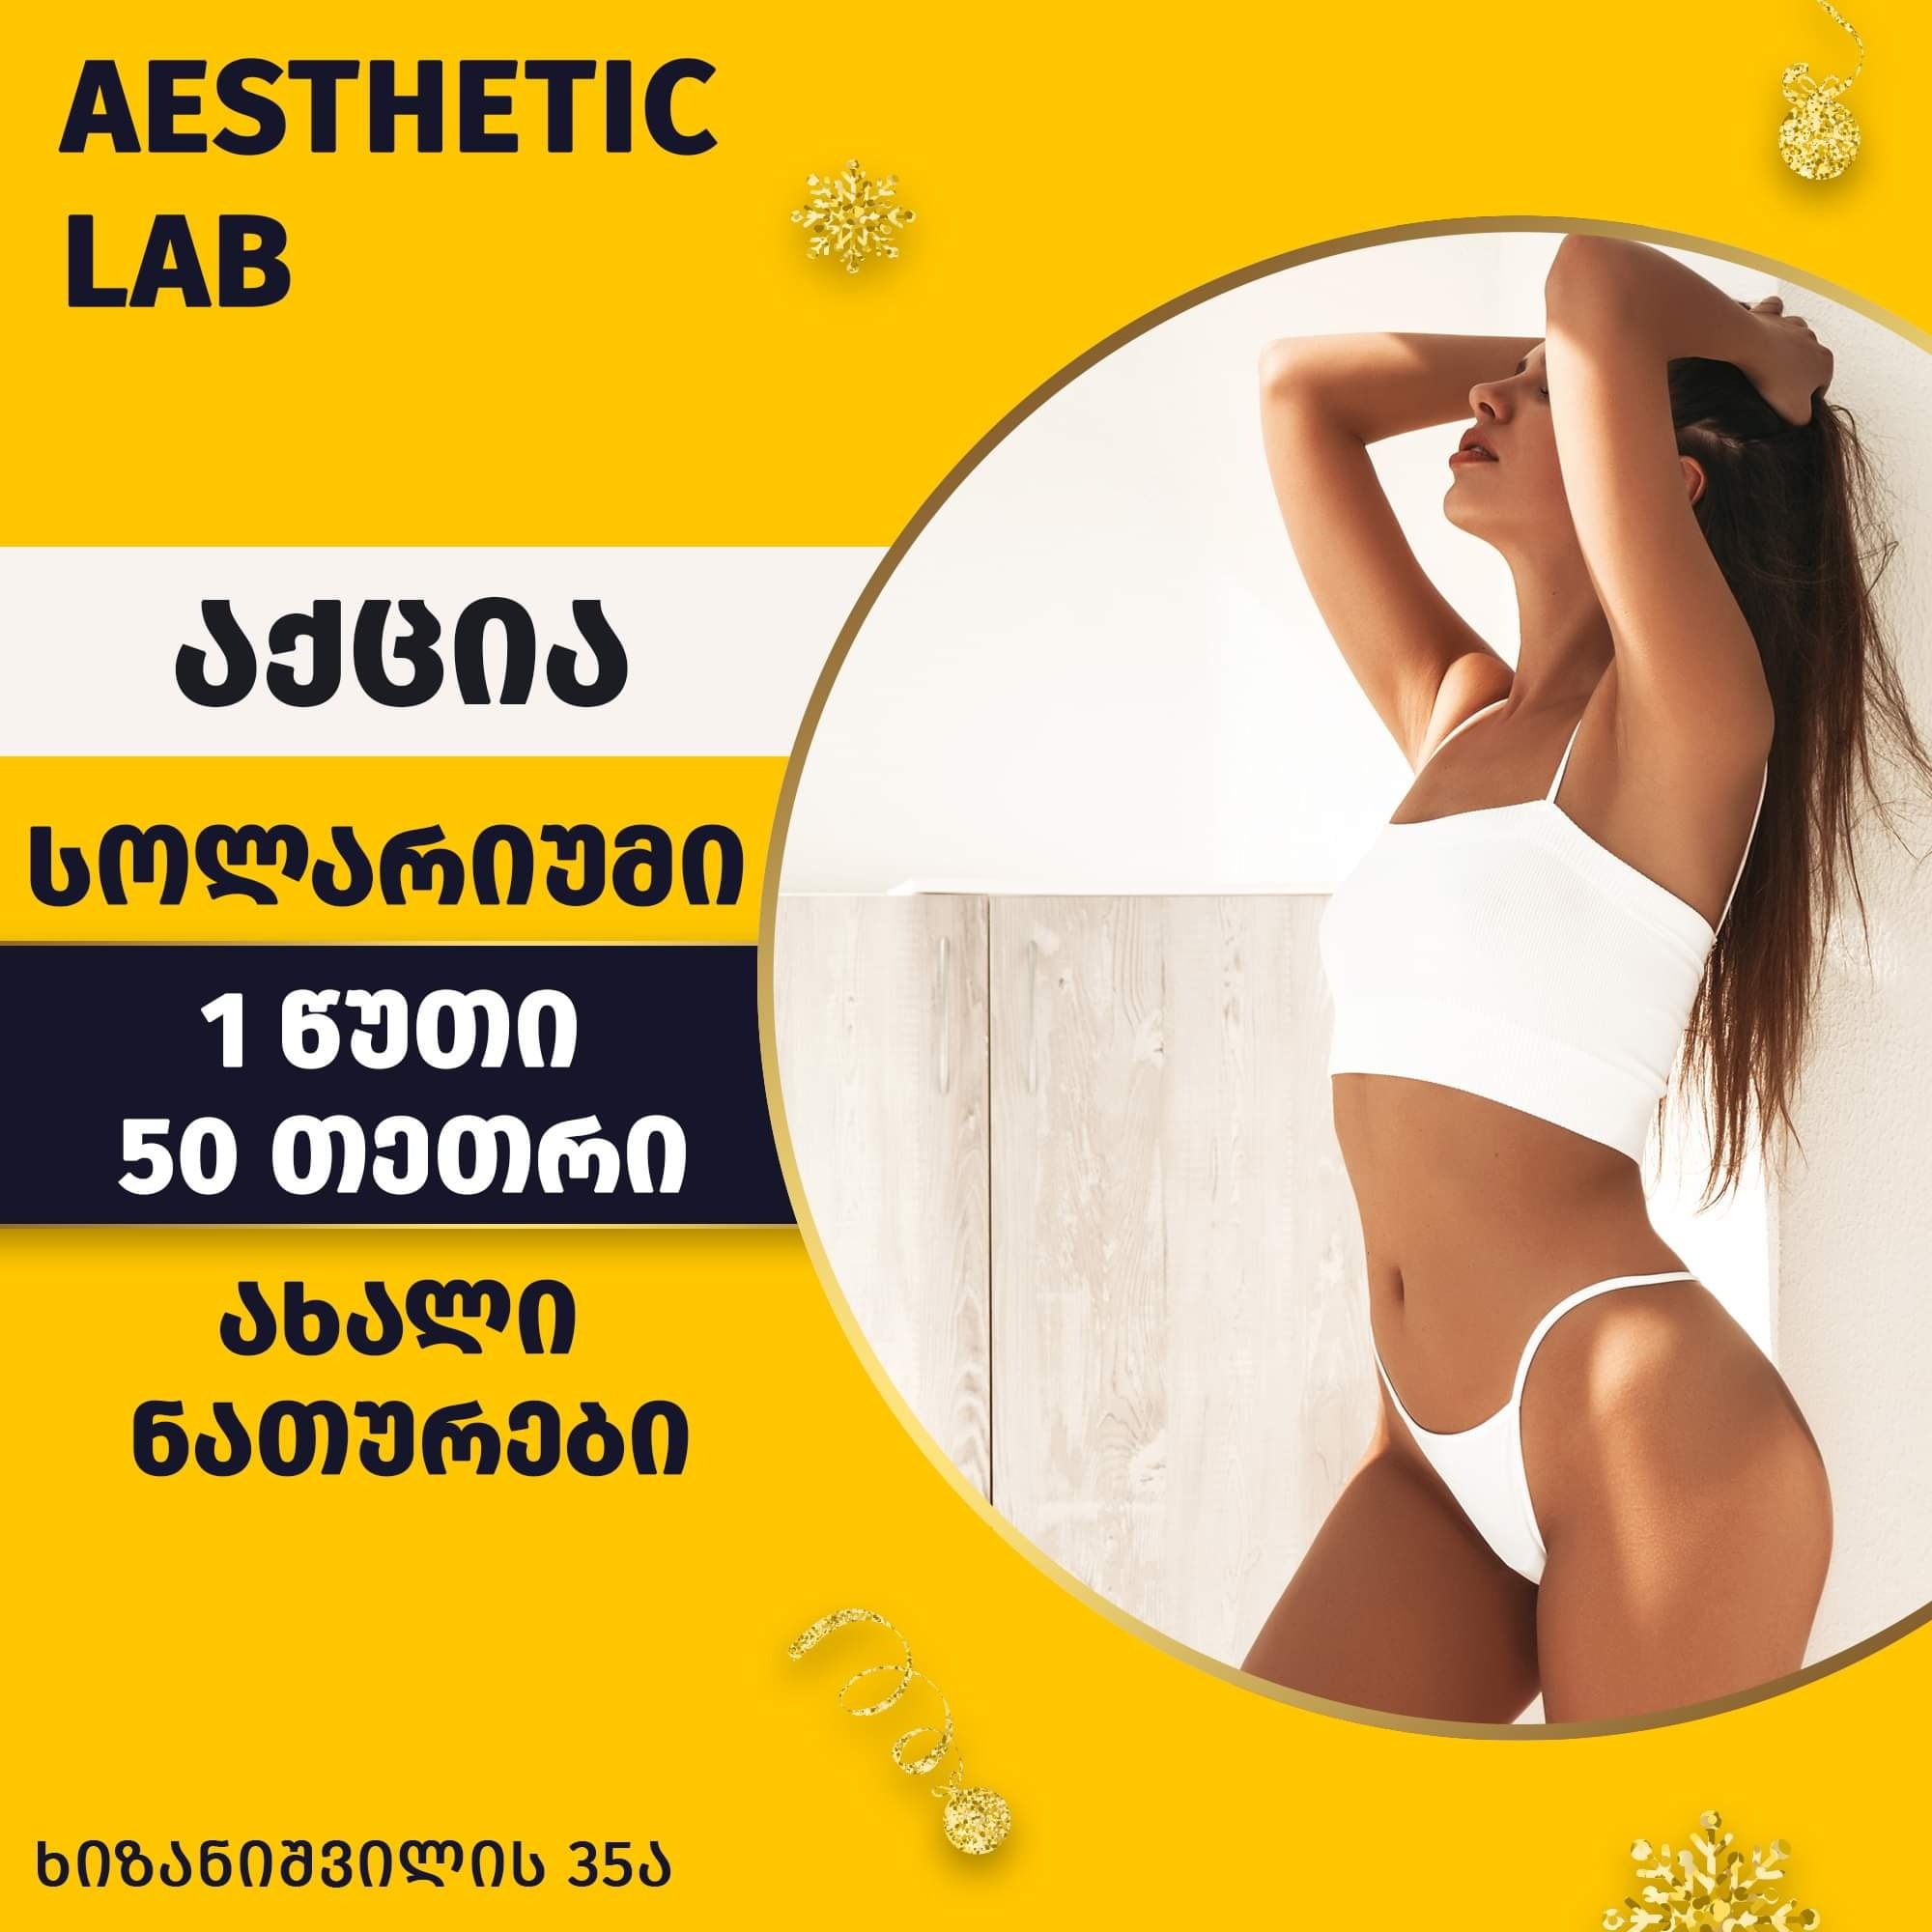 AESTHETIC
LAB
აქცია
სოლარიუმი
1 წუთი
50 თეთრი
ახალი
ნათურები
ხიზანიშვილის 35ა